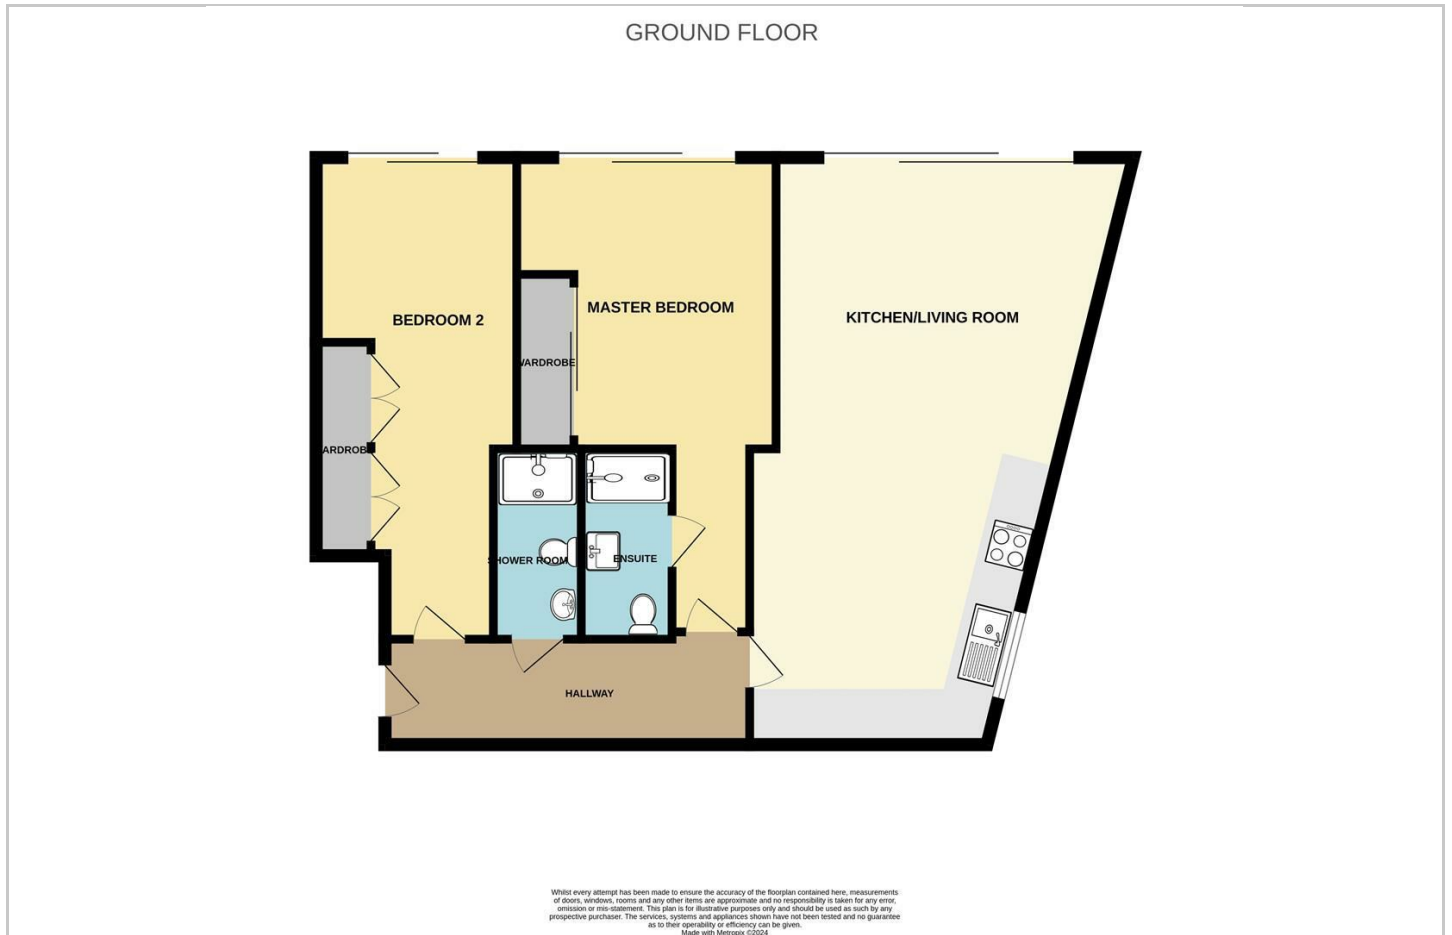 GROUND FLOOR
BEDROOM 2
MASTER BEDROOM
KITCHEN/LIVING ROOM
WARDROBE
ARDROB
SHOWER ROOM
ENSUITE
HALLWAY
Whilst every attempt has been made to ensure the accuracy of the floorplan contained here, measurements
of doors, windows, rooms and any other items are approximate and no responsibility is taken for any error,
omission or mis-statement. This plan is for illustrative purposes only and should be used as such by any
prospective purchaser. The services, systems and appliances shown have not been tested and no guarantee
as to their operability or efficiency can be given.
Made with Metropix ©2024